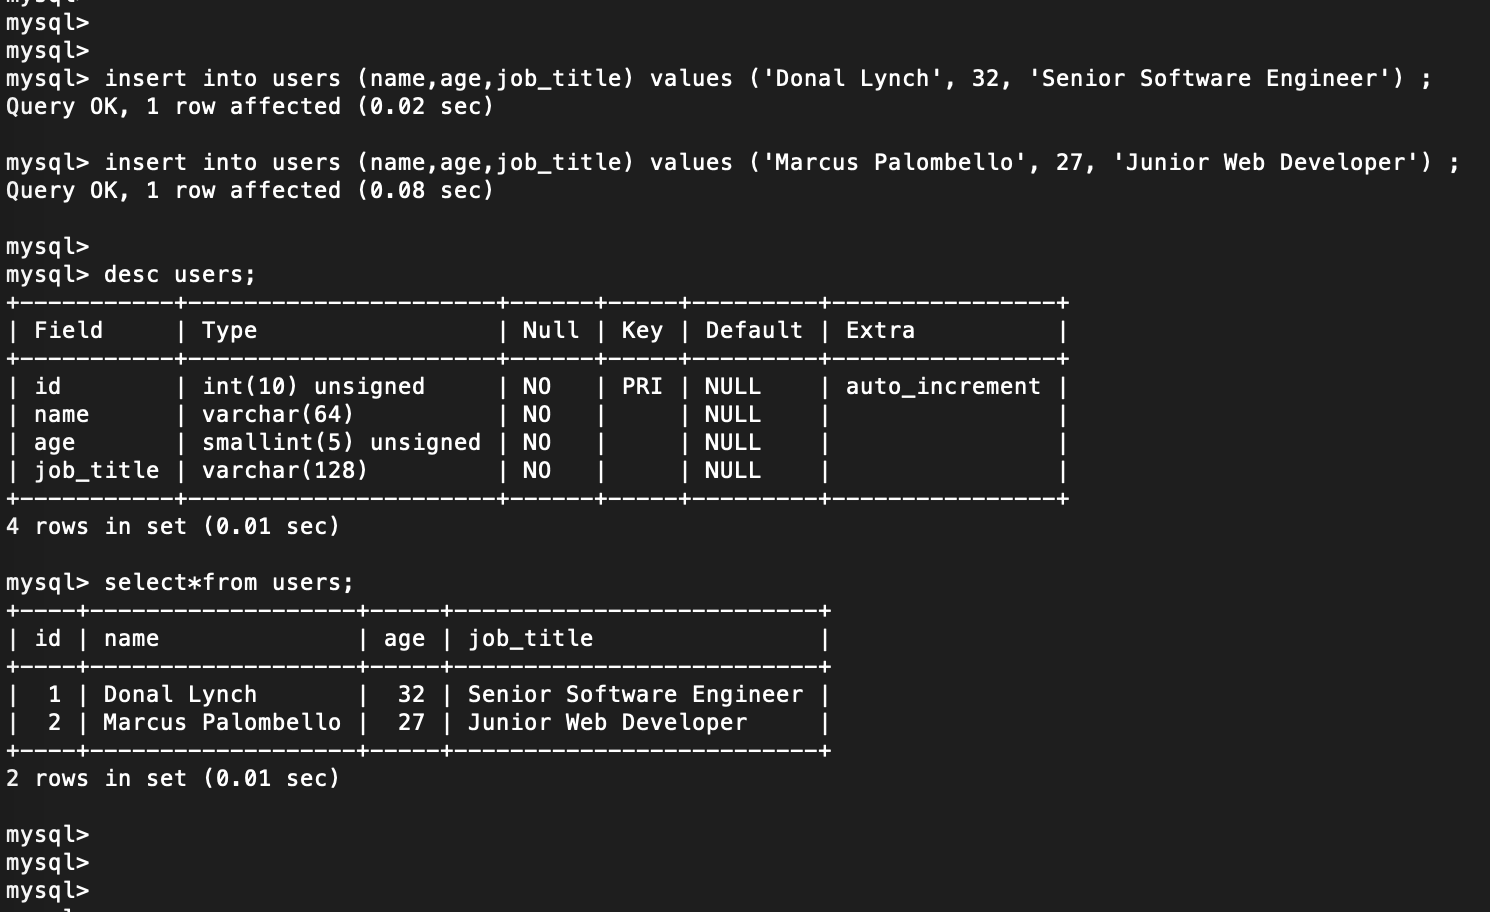 mysql>
mysql>
mysql>
mysql> insert into users (name,age,job_title) values ('Donal Lynch', 32, 'Senior Software Engineer') ;
Query OK, 1 row affected (0.02 sec)

mysql> insert into users (name,age,job_title) values ('Marcus Palombello', 27, 'Junior Web Developer') ;
Query OK, 1 row affected (0.08 sec)

mysql>
mysql> desc users;
+-----------+----------------------+------+-----+---------+----------------+
| Field     | Type                 | Null | Key | Default | Extra          |
+-----------+----------------------+------+-----+---------+----------------+
| id        | int(10) unsigned     | NO   | PRI | NULL    | auto_increment |
| name      | varchar(64)          | NO   |     | NULL    |                |
| age       | smallint(5) unsigned | NO   |     | NULL    |                |
| job_title | varchar(128)         | NO   |     | NULL    |                |
+-----------+----------------------+------+-----+---------+----------------+
4 rows in set (0.01 sec)

mysql> select*from users;
+----+-------------------+-----+--------------------------+
| id | name              | age | job_title                |
+----+-------------------+-----+--------------------------+
|  1 | Donal Lynch       |  32 | Senior Software Engineer |
|  2 | Marcus Palombello |  27 | Junior Web Developer     |
+----+-------------------+-----+--------------------------+
2 rows in set (0.01 sec)

mysql>
mysql>
mysql>